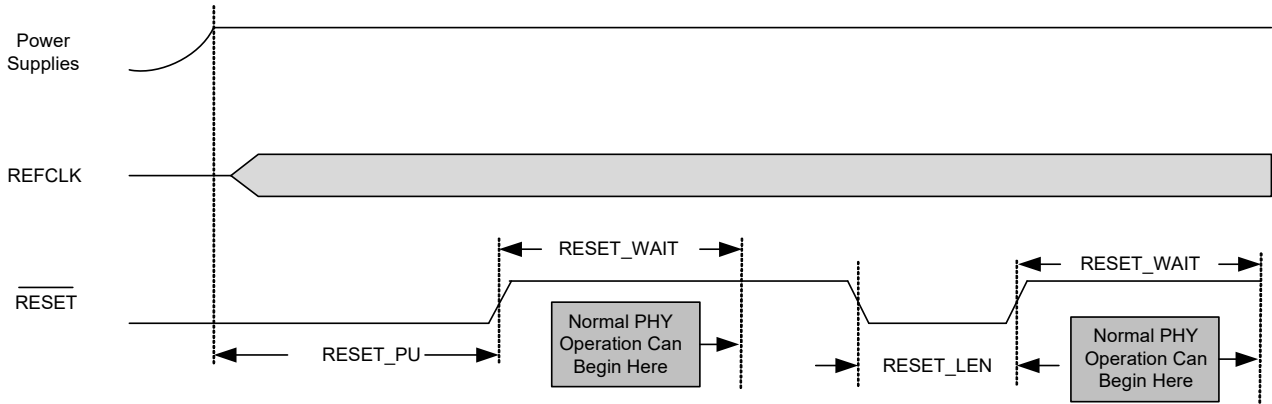 Power
Supplies
REFCLK
RESET_WAIT
RESET_WAIT
RESET
Normal PHY
Operation Can
Begin Here
Normal PHY
Operation Can
Begin Here
RESET_PU
RESET_LEN